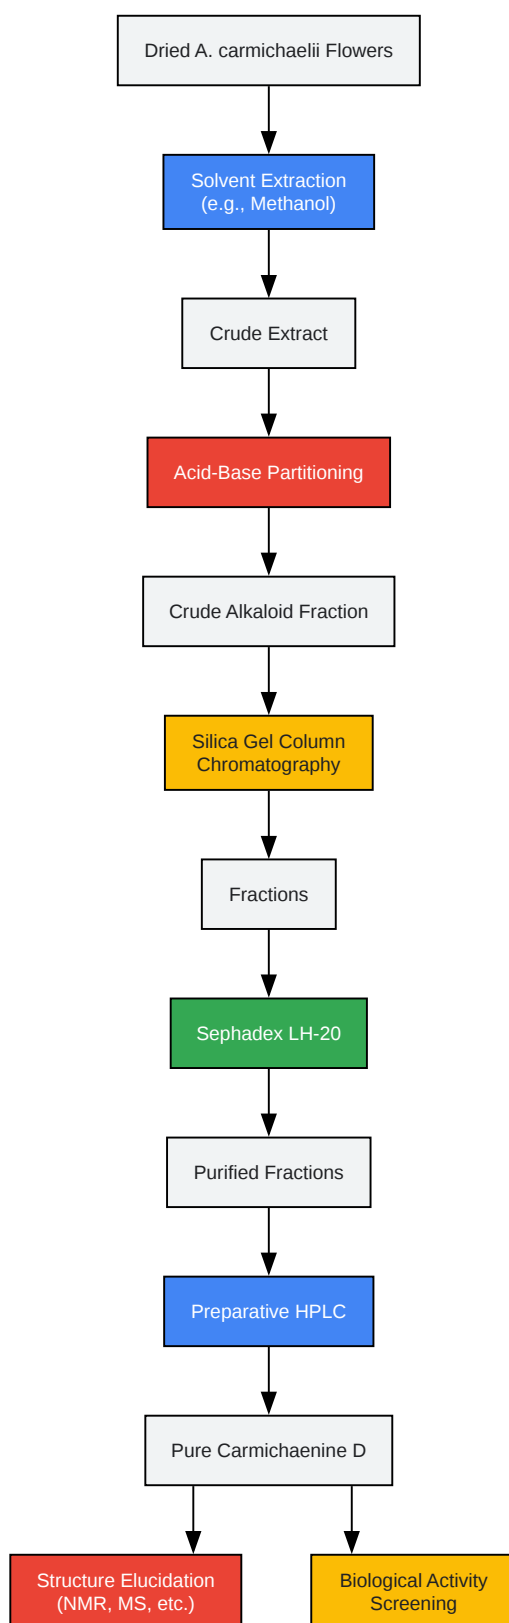 Dried A. carmichaelii Flowers
Solvent Extraction
(e.g., Methanol)
Crude Extract
Acid-Base Partitioning
Crude Alkaloid Fraction
Silica Gel Column
Chromatography
Fractions
Sephadex LH-20
Purified Fractions
Preparative HPLC
Pure Carmichaenine D
Structure Elucidation
(NMR, MS, etc.)
Biological Activity
Screening